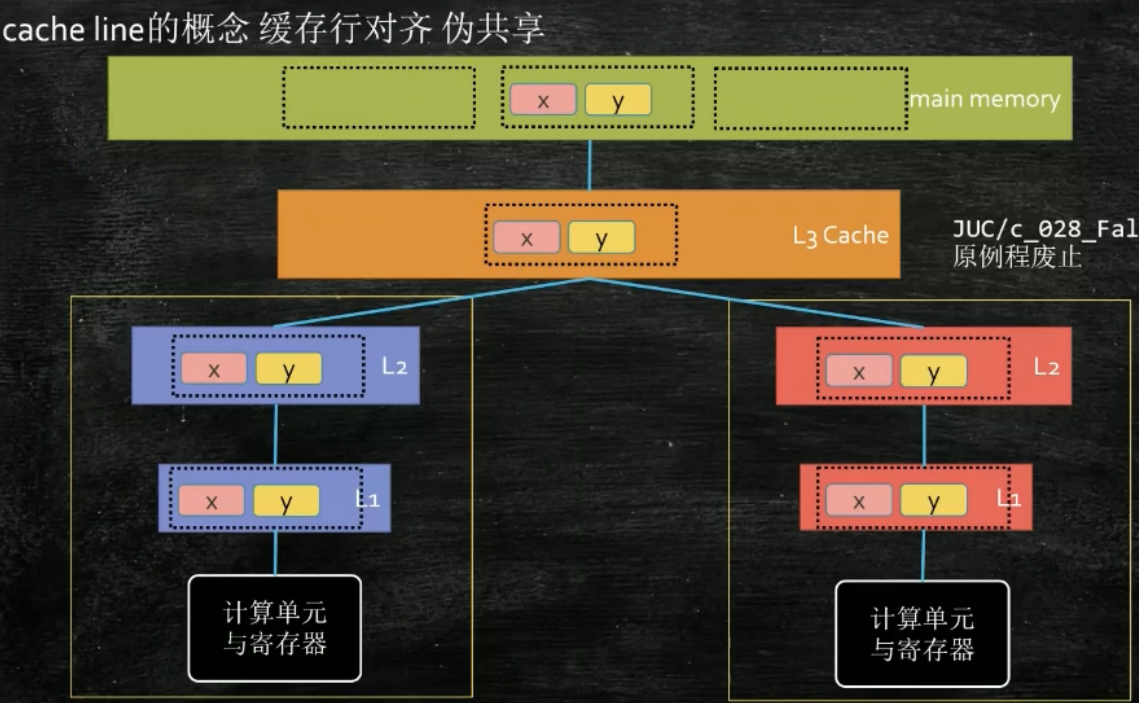 cache line的概念 缓存行对齐 伪共享
x y
main memory
x y
L3 Cache
JUC/c_028_Fal
原例程废止
x y
L2
x y
L2
x y
L1
x y
L1
计算单元
与寄存器
计算单元
与寄存器